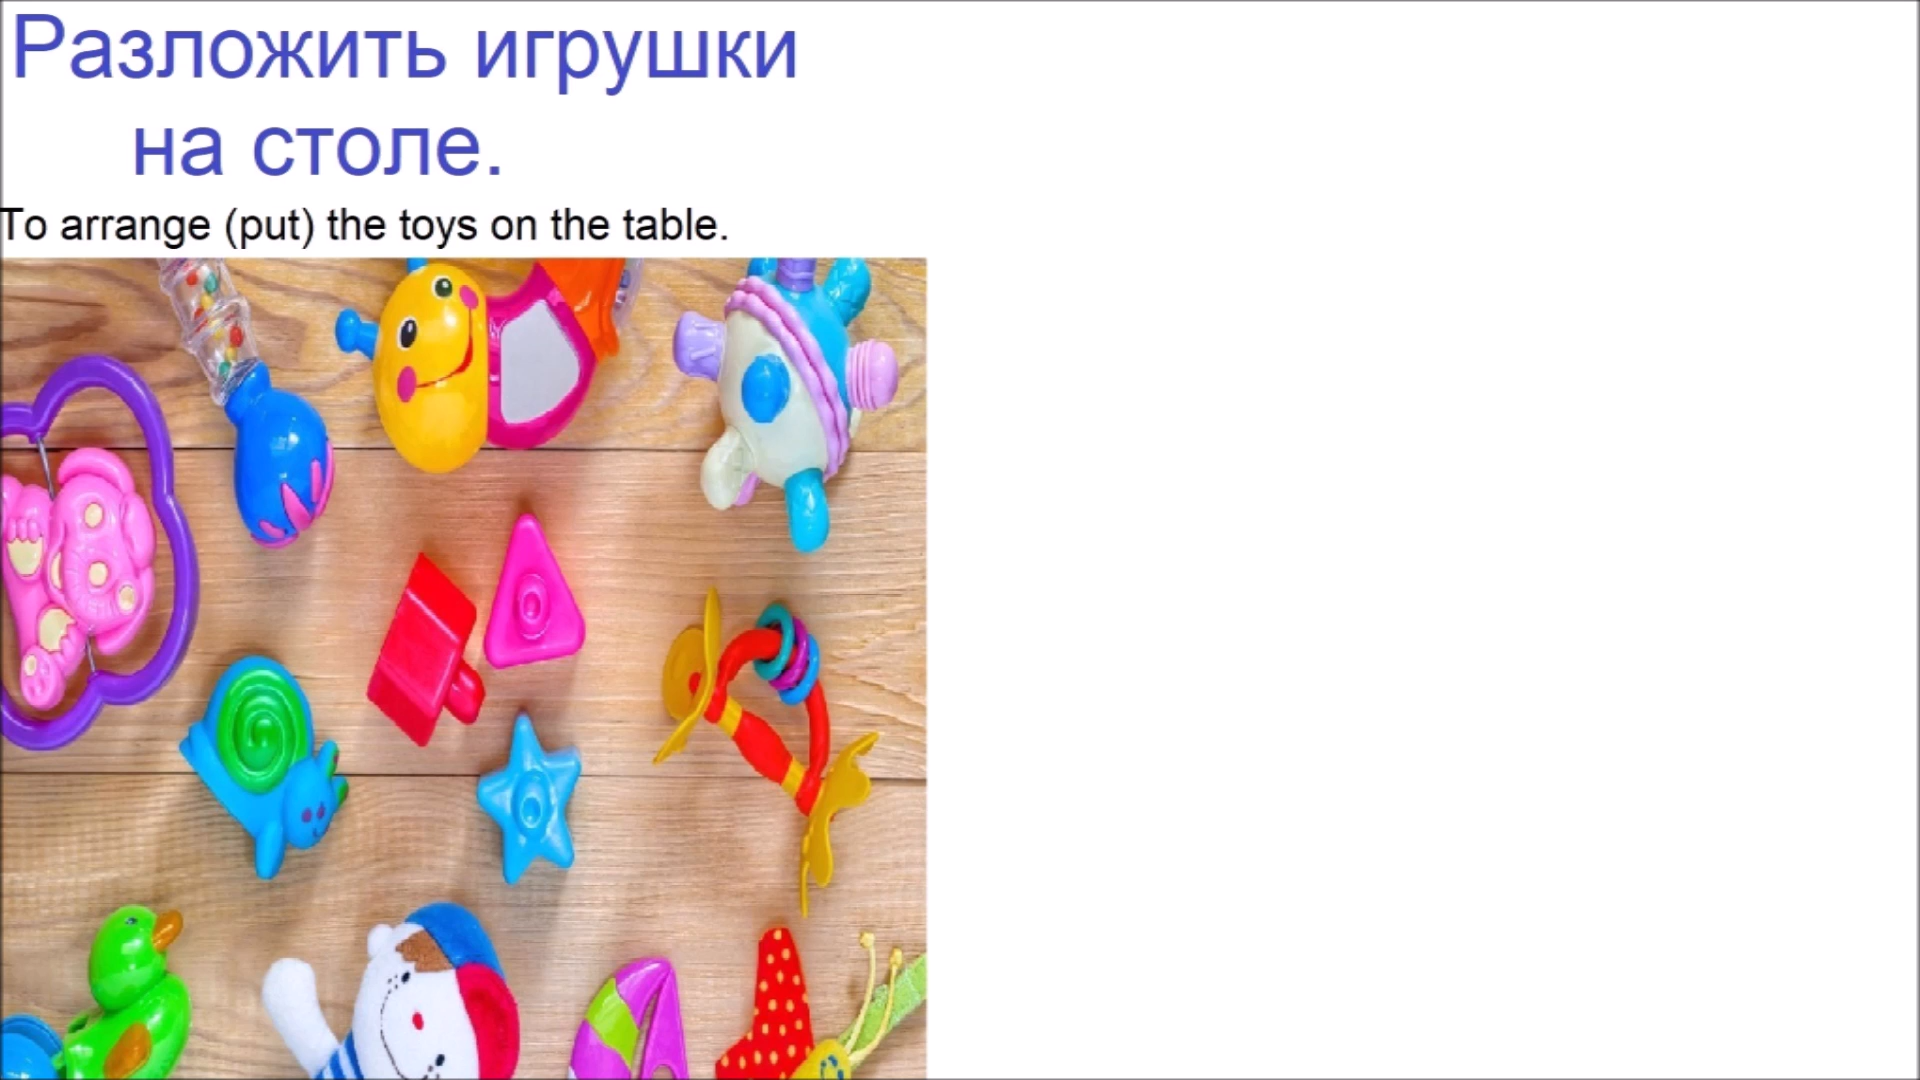 Разложить игрушки
на столе.
To arrange (put) the toys on the table.